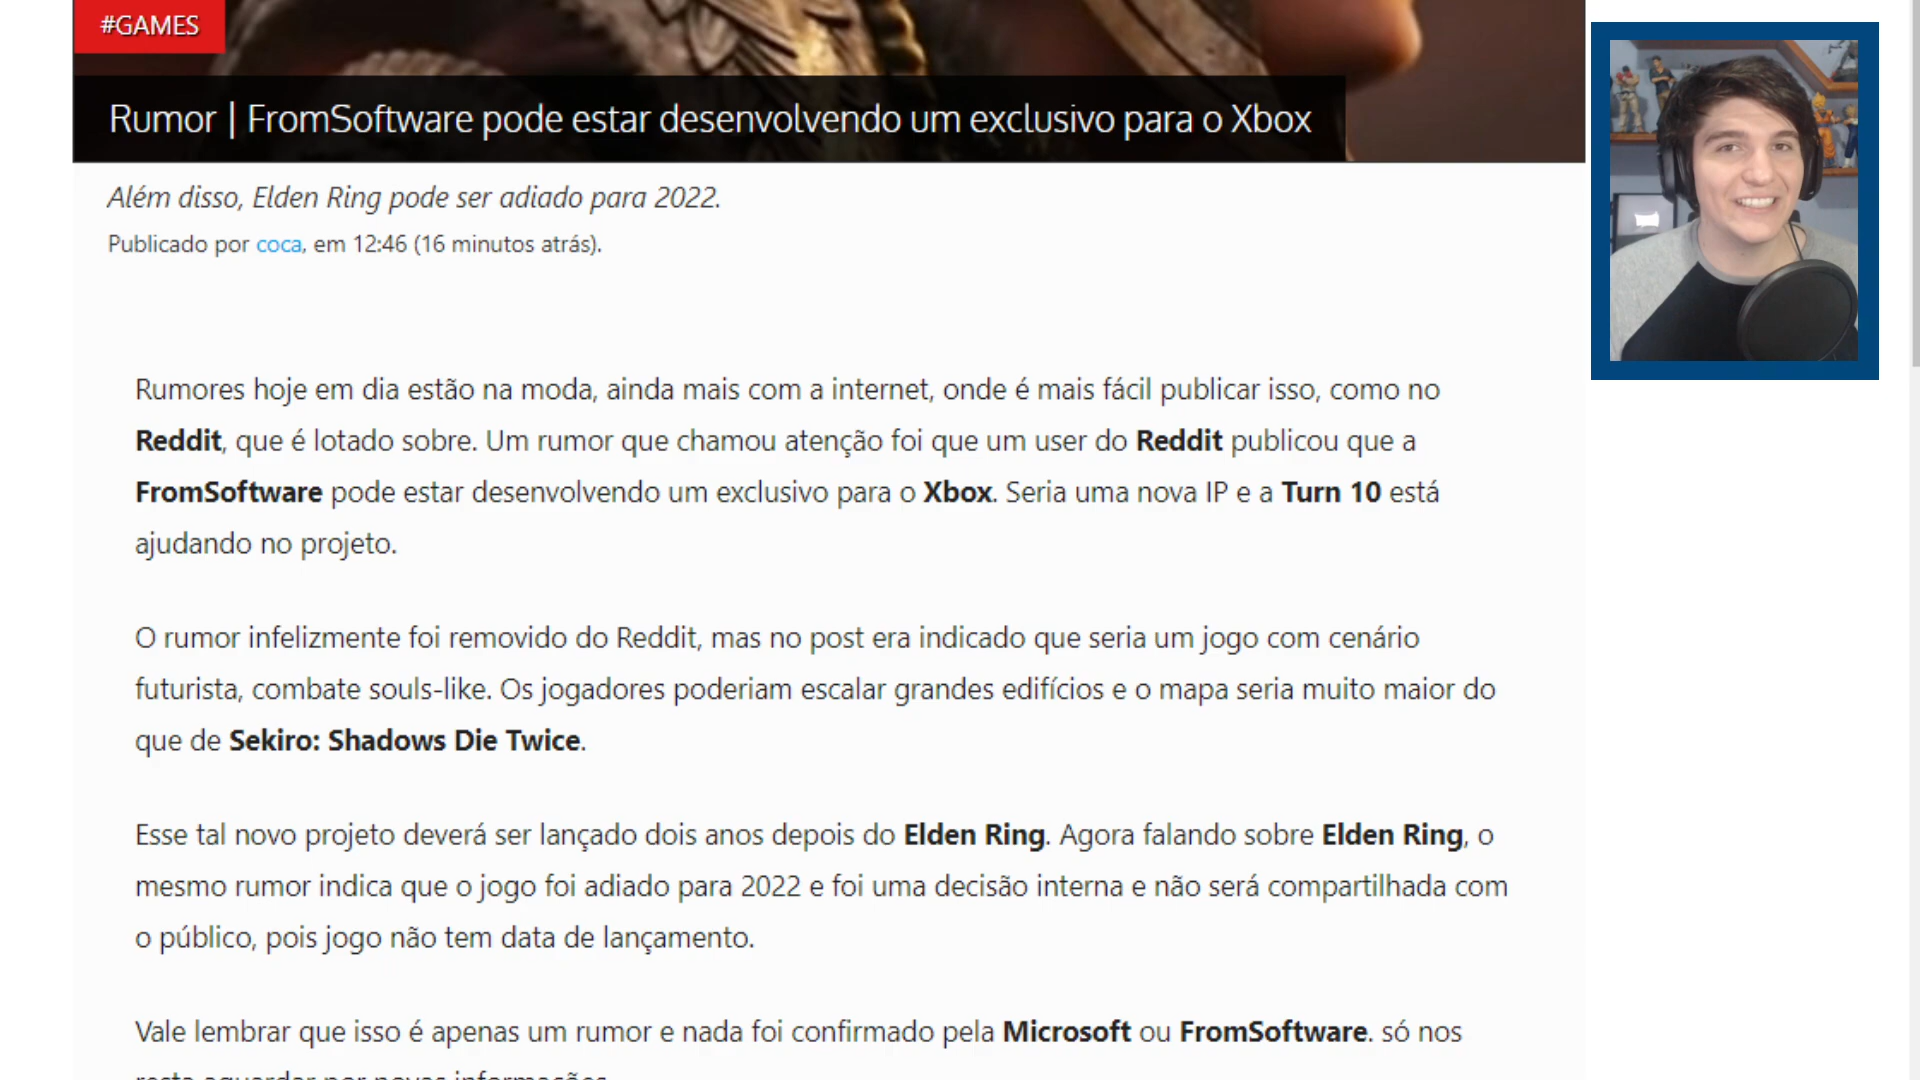 #GAMES
Rumor | FromSoftware pode estar desenvolvendo um exclusivo para o Xbox
Além disso, Elden Ring pode ser adiado para 2022.
Publicado por coca, em 12:46 (16 minutos atrás).
Rumores hoje em dia estão na moda, ainda mais com a internet, onde é mais fácil publicar isso, como no
Reddit, que é lotado sobre. Um rumor que chamou atenção foi que um user do Reddit publicou que a
FromSoftware pode estar desenvolvendo um exclusivo para o Xbox. Seria uma nova IP e a Turn 10 está
ajudando no projeto.
O rumor infelizmente foi removido do Reddit, mas no post era indicado que seria um jogo com cenário
futurista, combate souls-like. Os jogadores poderiam escalar grandes edifícios e o mapa seria muito maior do
que de Sekiro: Shadows Die Twice.
Esse tal novo projeto deverá ser lançado dois anos depois do Elden Ring. Agora falando sobre Elden Ring, o
mesmo rumor indica que o jogo foi adiado para 2022 e foi uma decisão interna e não será compartilhada com
o público, pois jogo não tem data de lançamento.
Vale lembrar que isso é apenas um rumor e nada foi confirmado pela Microsoft ou FromSoftware. só nos
resta aguardar por novas informações.